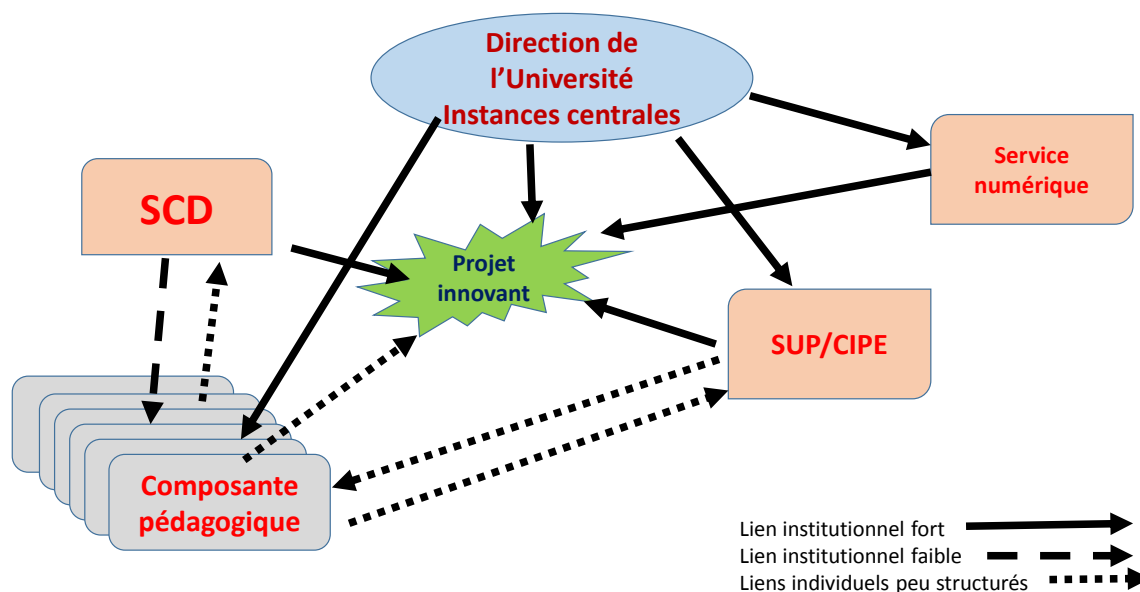 Direction de
l'Université
Instances centrales
Service
numérique
SCD
Projet
innovant
SUP/CIPE
Composante
pédagogique
Lien institutionnel fort
Lien institutionnel faible
Liens individuels peu structurés